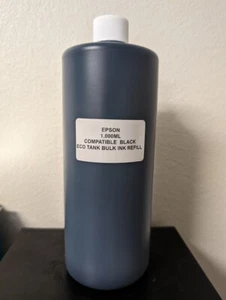 EPSON
1,000ML
COMPATIBLE BLACK
ECO TANK BULK INK REFILL